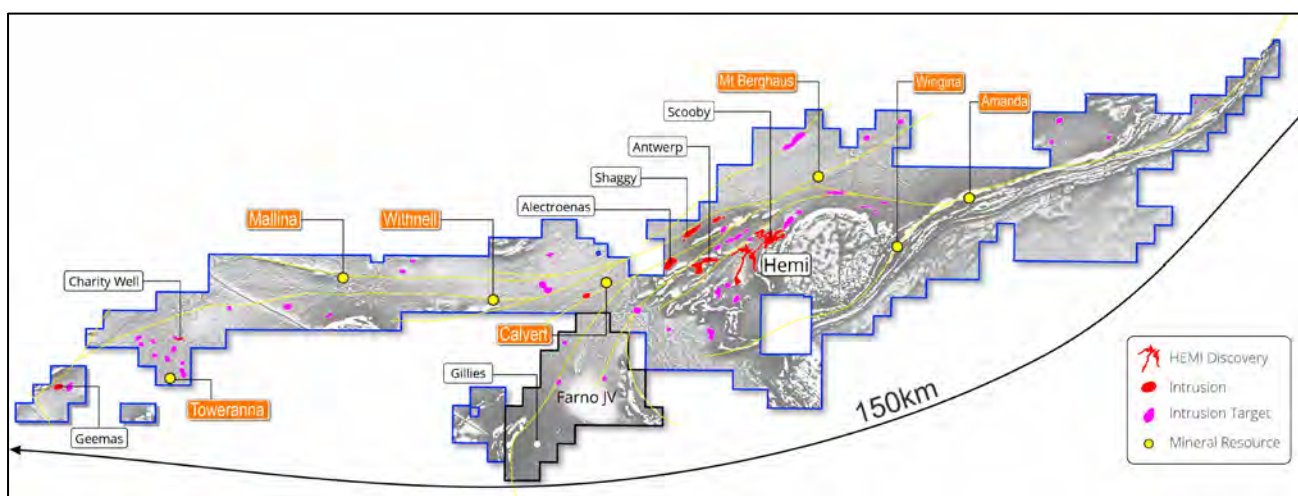 Mt Berghaus
Wingina
Amanda
Scooby
Antwerp
Shaggy
Alectroenas
Mallina
Withnell
Charity Well
Hemi
Calvert
Gillies
Farno JV
Toweranna
Geemas
150km
HEMI Discovery
Intrusion
Intrusion Target
Mineral Resource